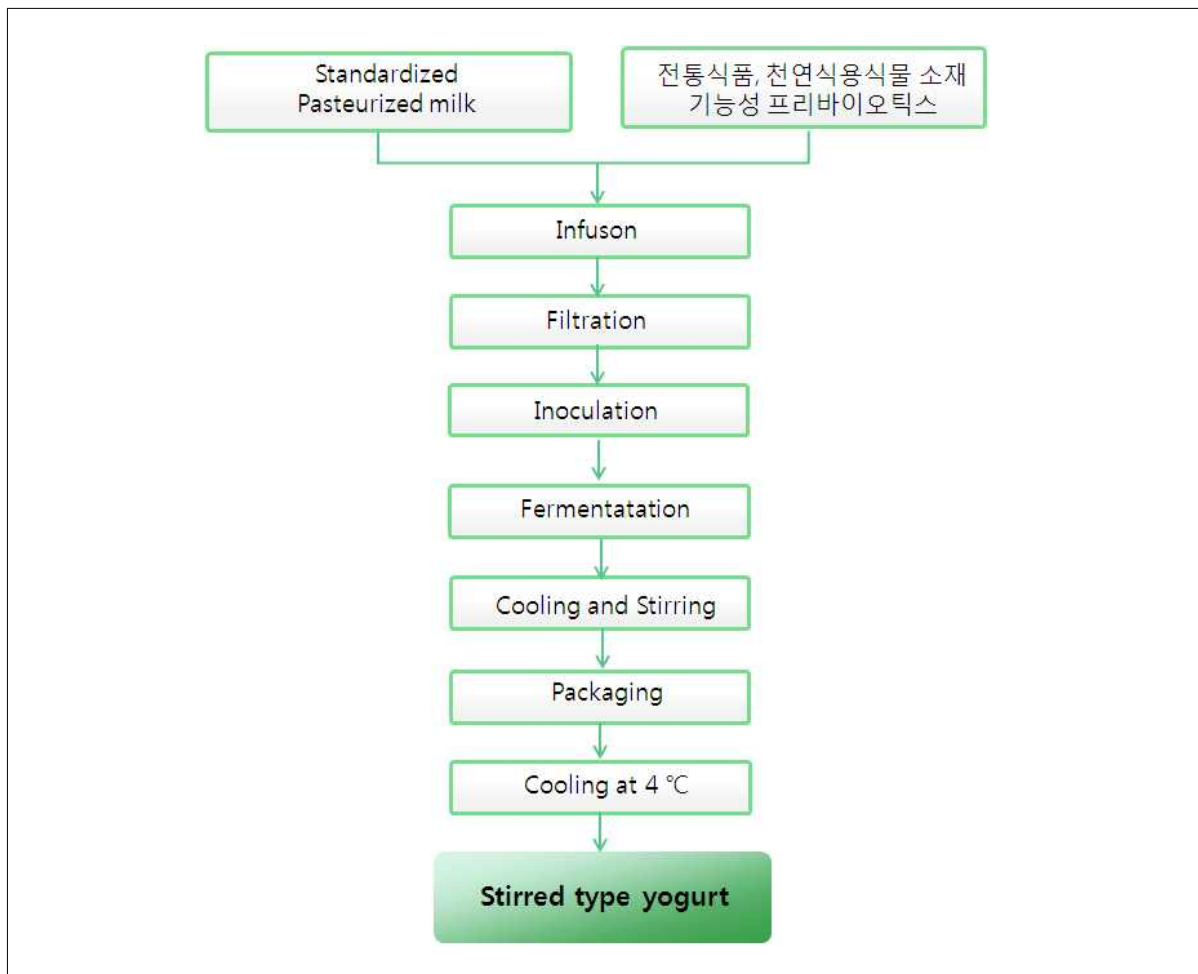 Standardized
Pasteurized milk
전통식품, 천연식용식물 소재
기능성 프리바이오틱스
Infuson
Filtration
Inoculation
Fermentatation
Cooling and Stirring
Packaging
Cooling at 4 ℃
Stirred type yogurt